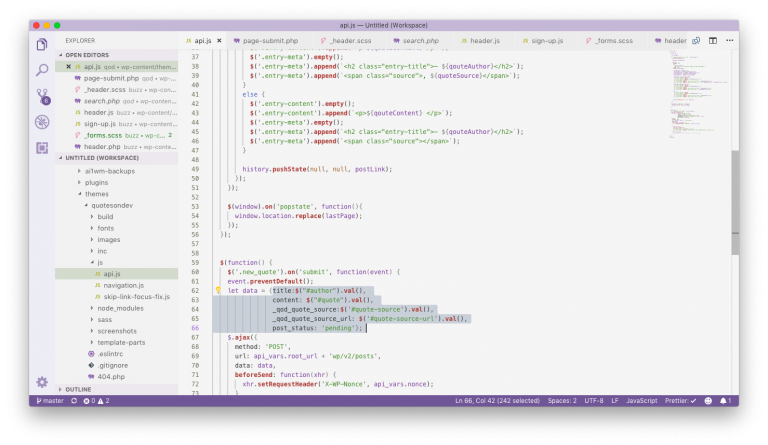 api.js — Untitled (Workspace)
EXPLORER
OPEN EDITORS
api.js qod • wp-content/them...
page-submit.php qod • wp-...
_header.scss buzz • wp-cont...
search.php qod • wp-content...
header.js buzz • wp-content/...
sign-up.js buzz • wp-conten...
_forms.scss buzz • wp-c... 2
header.php buzz • wp-conte...
UNTITLED (WORKSPACE)
ai1wm-backups
plugins
themes
quotesondev
build
fonts
images
inc
js
api.js
navigation.js
skip-link-focus-fix.js
node_modules
sass
screenshots
template-parts
.eslintrc
.gitignore
404.php
OUTLINE
6
api.js
page-submit.php
_header.scss
search.php
header.js
sign-up.js
_forms.scss
header
37
38 $('.entry-meta').empty();
39 $('.entry-meta').append(`<h2 class="entry-title">— ${qouteAuthor}</h2>`);
40 $('.entry-meta').append(`<span class="source">, ${quoteSource}</span>`);
40 }
41 else {
42 $('.entry-content').empty();
43 $('.entry-content').append(`<p>${qouteContent} </p>`);
44 $('.entry-meta').empty();
45 $('.entry-meta').append(`<h2 class="entry-title">— ${qouteAuthor}</h2>`);
46 $('.entry-meta').append(`<span class="source"></span>`);
47 }
48
49 history.pushState(null, null, postLink);
50 });
51 });
52
53 $(window).on('popstate', function(){
54 window.location.replace(lastPage);
55 });
56 });
57
58
59 $(function() {
60 $('.new_quote').on('submit', function(event) {
61 event.preventDefault();
62 let data = {title:$("#author").val(),
63 content: $("#quote").val(),
64 _qod_quote_source:$('#quote-source').val(),
65 _qod_quote_source_url: $('#quote-source-url').val(),
66 post_status: 'pending'};
67 $.ajax({
68 method: 'POST',
69 url: api_vars.root_url + 'wp/v2/posts',
70 data: data,
71 beforeSend: function(xhr) {
72 xhr.setRequestHeader('X-WP-Nonce', api_vars.nonce);
73 }
master 0 2
Ln 66, Col 42 (242 selected) Spaces: 2 UTF-8 LF JavaScript Prettier: ✓ 1